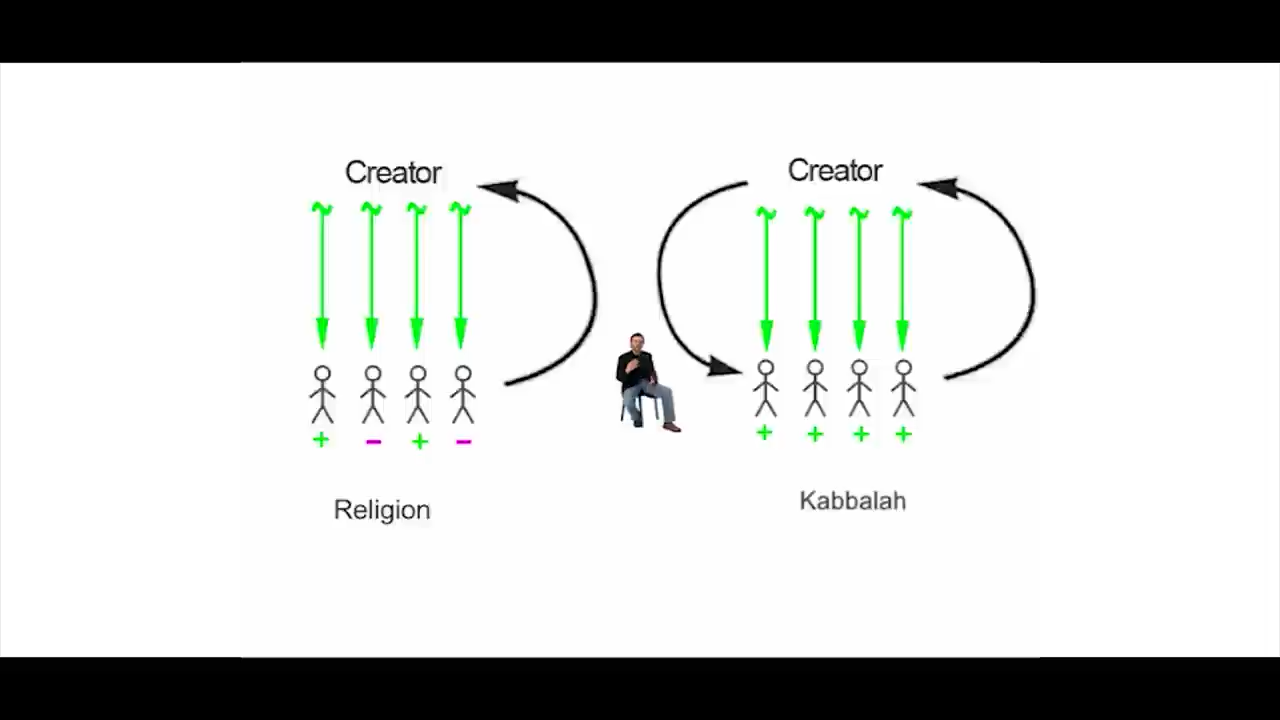 Creator
Creator
+ - + -
+ + + +
Religion
Kabbalah